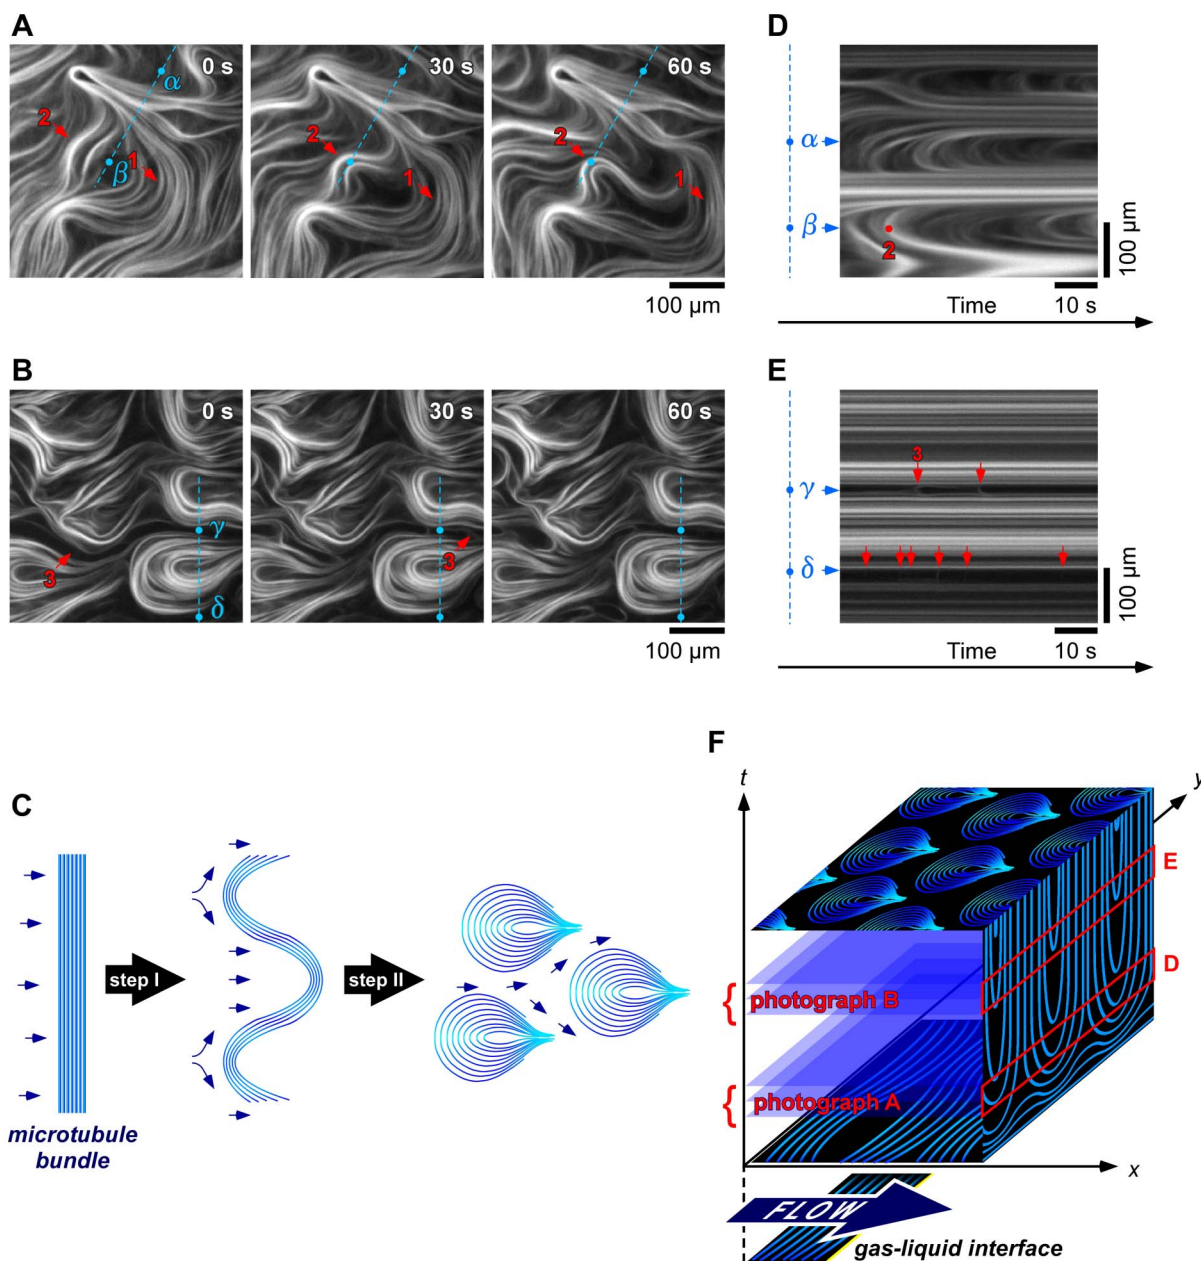 A
0 s
30 s
60 s
α
β
1
2
2
1
2
1
100 µm
D
α
β
2
100 µm
Time
10 s
B
0 s
30 s
60 s
γ
δ
3
3
100 µm
E
3
γ
δ
100 µm
Time
10 s
C
step I
step II
microtubule
bundle
F
t
y
E
D
photograph B
photograph A
x
FLOW
gas-liquid interface